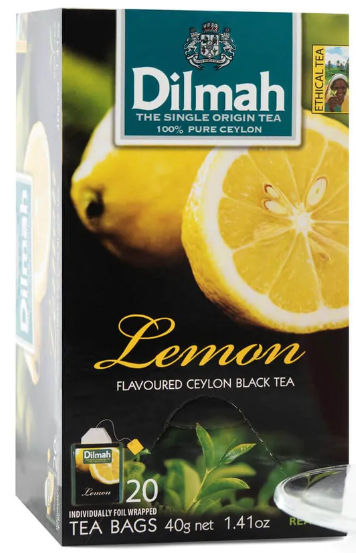 ETHICAL TEA
Dilmah
THE SINGLE ORIGIN TEA
100% PURE CEYLON
Dilmah
Lemon
FLAVOURED CEYLON BLACK TEA
Dilmah
Lemon
20
INDIVIDUALLY FOIL WRAPPED
TEA BAGS 40g net 1.41oz